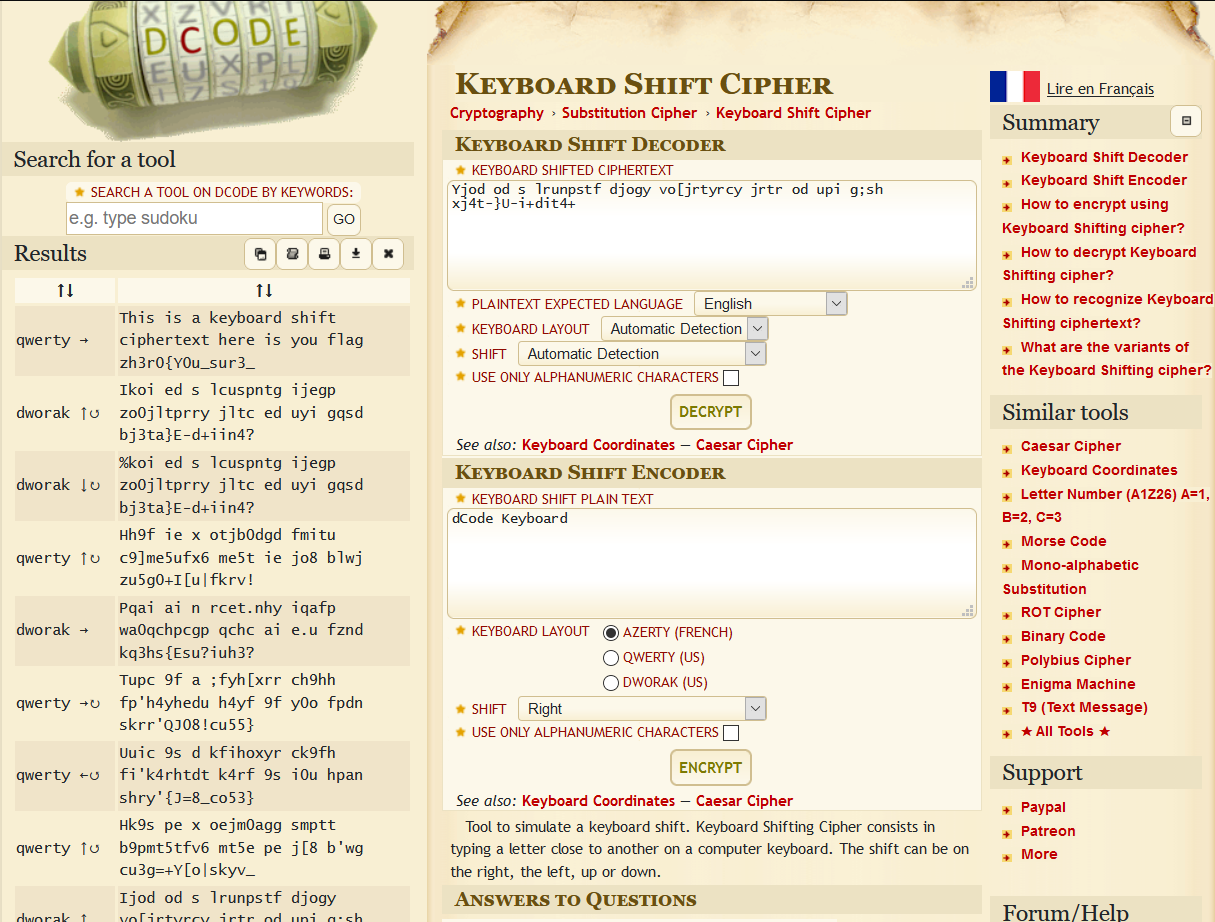 DCODE
Search for a tool
SEARCH A TOOL ON DCODE BY KEYWORDS:
e.g. type sudoku
GO
Results
↑↓ ↑↓
qwerty →
This is a keyboard shift
ciphertext here is you flag
zh3r0{Y0u_sur3_
dworak ↑↻
Ikoi ed s lcuspntg ijegp
zo0jltprry jltc ed uyi gqsd
bj3ta}E-d+iin4?
dworak ↓↻
%koi ed s lcuspntg ijegp
zo0jltprry jltc ed uyi gqsd
bj3ta}E-d+iin4?
qwerty ↑↻
Hh9f ie x otjb0dgd fmitu
c9]me5ufx6 me5t ie jo8 blwj
zu5g0+I[u|fkrv!
dworak →
Pqai ai n rcet.nhy iqafp
wa0qchpcgp qchc ai e.u fznd
kq3hs{Esu?iuh3?
qwerty →↻
Tupc 9f a ;fyh[xrr ch9hh
fp'h4yhedu h4yf 9f y0o fpdn
skrr'QJO8!cu55}
qwerty ←↻
Uuic 9s d kfihoxyr ck9fh
fi'k4rhtdt k4rf 9s i0u hpan
shry'{J=8_co53}
qwerty ↑↻
Hk9s pe x oejm0agg smptt
b9pmt5tfv6 mt5e pe j[8 b'wg
cu3g=+Y[o|skyv_
dworak ↑
Ijod od s lrunpstf djogy
vo[jrtyrcy jrtr od upi g;sh
Keyboard Shift Cipher
Cryptography › Substitution Cipher › Keyboard Shift Cipher
Keyboard Shift Decoder
KEYBOARD SHIFTED CIPHERTEXT
Yjod od s lrunpstf djogy vo[jrtyrcy jrtr od upi g;sh
xj4t-}U-i+dit4+
PLAINTEXT EXPECTED LANGUAGE English
KEYBOARD LAYOUT Automatic Detection
SHIFT Automatic Detection
USE ONLY ALPHANUMERIC CHARACTERS
DECRYPT
See also: Keyboard Coordinates — Caesar Cipher
Keyboard Shift Encoder
KEYBOARD SHIFT PLAIN TEXT
dCode Keyboard
KEYBOARD LAYOUT AZERTY (FRENCH)
QWERTY (US)
DWORAK (US)
SHIFT Right
USE ONLY ALPHANUMERIC CHARACTERS
ENCRYPT
See also: Keyboard Coordinates — Caesar Cipher
Tool to simulate a keyboard shift. Keyboard Shifting Cipher consists in
typing a letter close to another on a computer keyboard. The shift can be on
the right, the left, up or down.
Answers to Questions
Lire en Français
Summary
Keyboard Shift Decoder
Keyboard Shift Encoder
How to encrypt using
Keyboard Shifting cipher?
How to decrypt Keyboard
Shifting cipher?
How to recognize Keyboard
Shifting ciphertext?
What are the variants of
the Keyboard Shifting cipher?
Similar tools
Caesar Cipher
Keyboard Coordinates
Letter Number (A1Z26) A=1,
B=2, C=3
Morse Code
Mono-alphabetic
Substitution
ROT Cipher
Binary Code
Polybius Cipher
Enigma Machine
T9 (Text Message)
★ All Tools ★
Support
Paypal
Patreon
More
Forum/Help